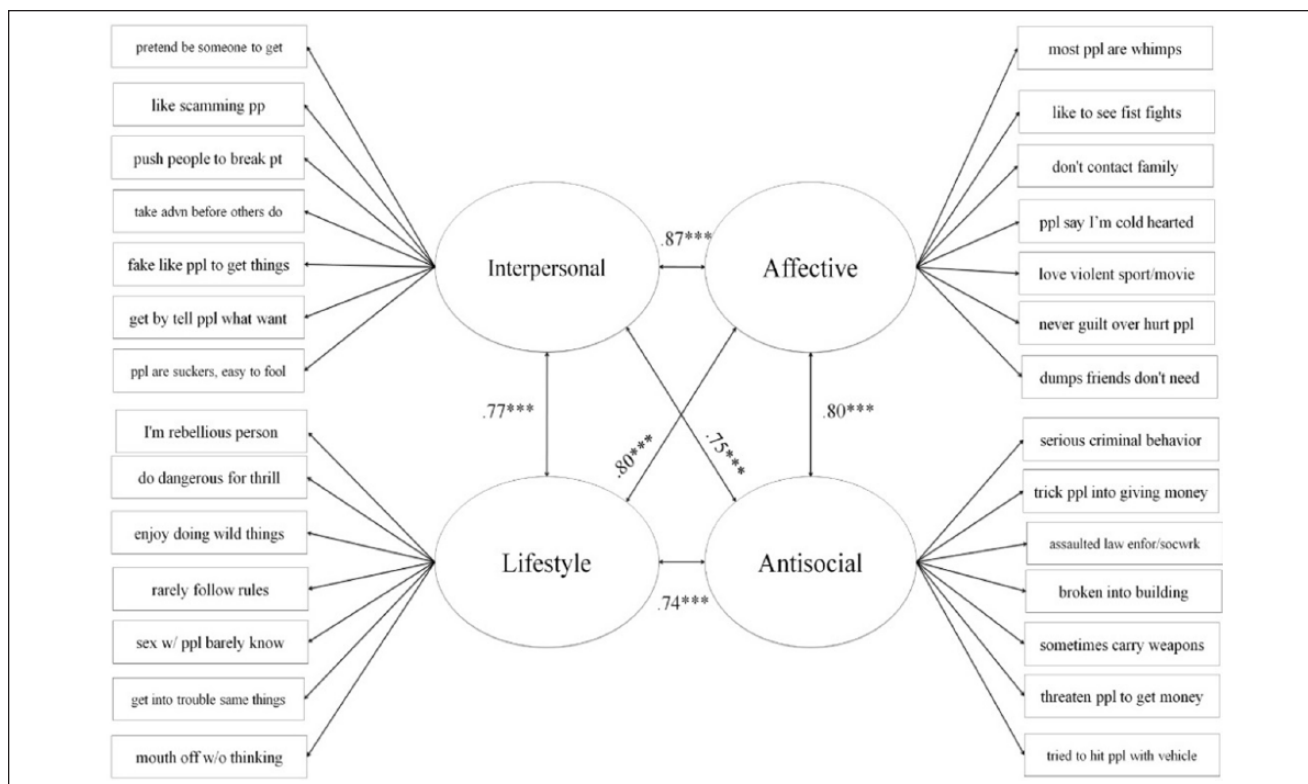 pretend be someone to get
like scamming pp
push people to break pt
take advn before others do
fake like ppl to get things
get by tell ppl what want
ppl are suckers, easy to fool
I'm rebellious person
do dangerous for thrill
enjoy doing wild things
rarely follow rules
sex w/ ppl barely know
get into trouble same things
mouth off w/o thinking
Interpersonal
.87***
Affective
.77***
.80***
.75***
.80***
Lifestyle
.74***
Antisocial
most ppl are whimps
like to see fist fights
don't contact family
ppl say I'm cold hearted
love violent sport/movie
never guilt over hurt ppl
dumps friends don't need
serious criminal behavior
trick ppl into giving money
assaulted law enfor/socwrk
broken into building
sometimes carry weapons
threaten ppl to get money
tried to hit ppl with vehicle